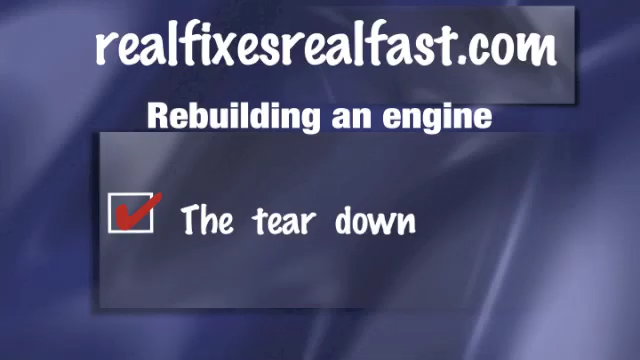 realfixesrealfast.com
Rebuilding an engine
The tear down